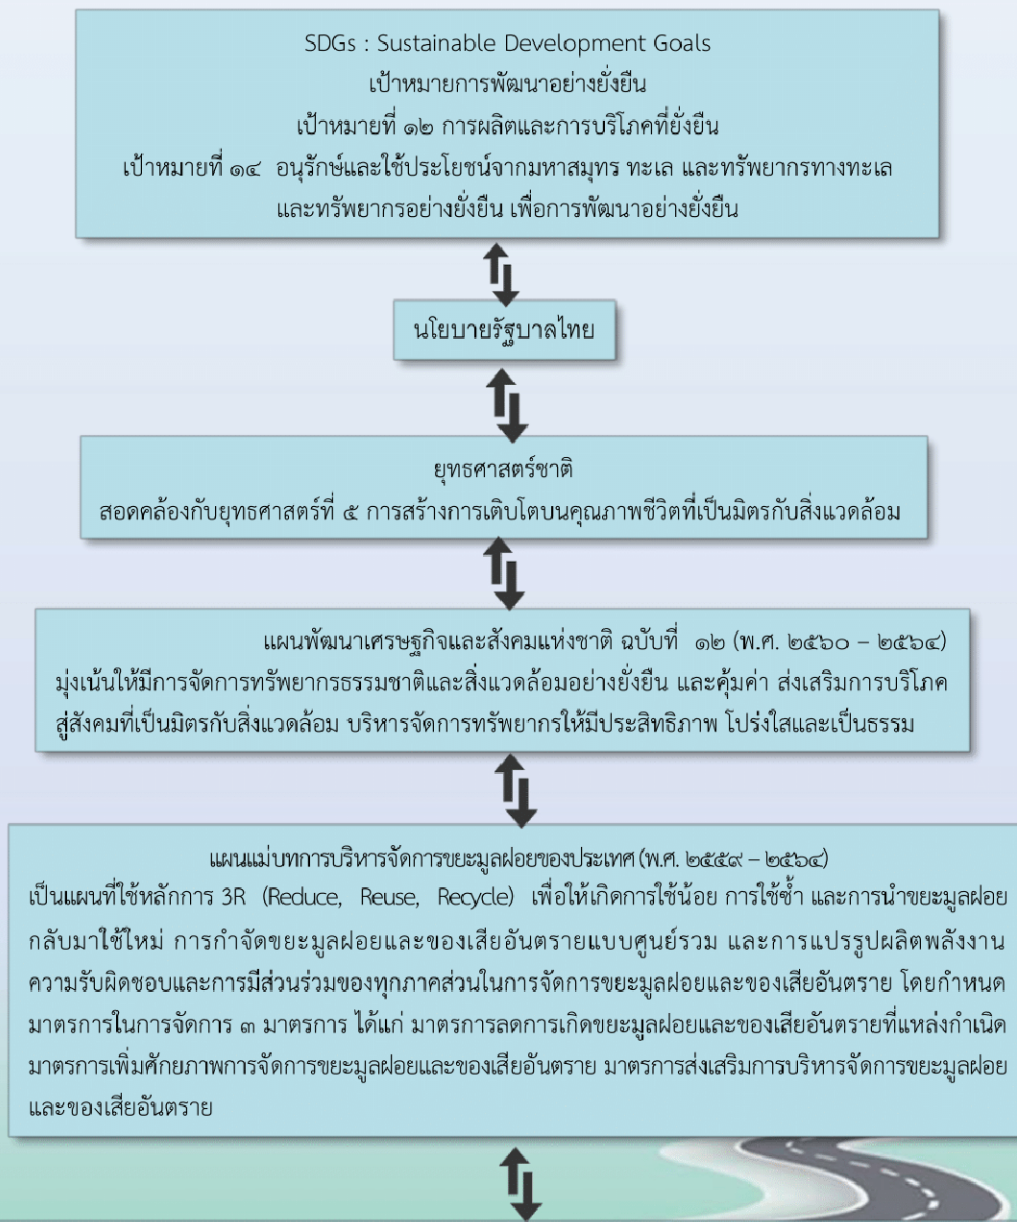 SDGs : Sustainable Development Goals
เป้าหมายการพัฒนาอย่างยั่งยืน
เป้าหมายที่ ๑๒ การผลิตและการบริโภคที่ยั่งยืน
เป้าหมายที่ ๑๔ อนุรักษ์และใช้ประโยชน์จากมหาสมุทร ทะเล และทรัพยากรทางทะเล
และทรัพยากรอย่างยั่งยืน เพื่อการพัฒนาอย่างยั่งยืน
นโยบายรัฐบาลไทย
ยุทธศาสตร์ชาติ
สอดคล้องกับยุทธศาสตร์ที่ ๕ การสร้างการเติบโตบนคุณภาพชีวิตที่เป็นมิตรกับสิ่งแวดล้อม
แผนพัฒนาเศรษฐกิจและสังคมแห่งชาติ ฉบับที่ ๑๒ (พ.ศ. ๒๕๖๐ – ๒๕๖๔)
มุ่งเน้นให้มีการจัดการทรัพยากรธรรมชาติและสิ่งแวดล้อมอย่างยั่งยืน และคุ้มค่า ส่งเสริมการบริโภค
สู่สังคมที่เป็นมิตรกับสิ่งแวดล้อม บริหารจัดการทรัพยากรให้มีประสิทธิภาพ โปร่งใสและเป็นธรรม
แผนแม่บทการบริหารจัดการขยะมูลฝอยของประเทศ (พ.ศ. ๒๕๕๙ – ๒๕๖๔)
เป็นแผนที่ใช้หลักการ 3R (Reduce, Reuse, Recycle) เพื่อให้เกิดการใช้น้อย การใช้ซ้ำ และการนำขยะมูลฝอย
กลับมาใช้ใหม่ การกำจัดขยะมูลฝอยและของเสียอันตรายแบบศูนย์รวม และการแปรรูปผลิตพลังงาน
ความรับผิดชอบและการมีส่วนร่วมของทุกภาคส่วนในการจัดการขยะมูลฝอยและของเสียอันตราย โดยกำหนด
มาตรการในการจัดการ ๓ มาตรการ ได้แก่ มาตรการลดการเกิดขยะมูลฝอยและของเสียอันตรายที่แหล่งกำเนิด
มาตรการเพิ่มศักยภาพการจัดการขยะมูลฝอยและของเสียอันตราย มาตรการส่งเสริมการบริหารจัดการขยะมูลฝอย
และของเสียอันตราย